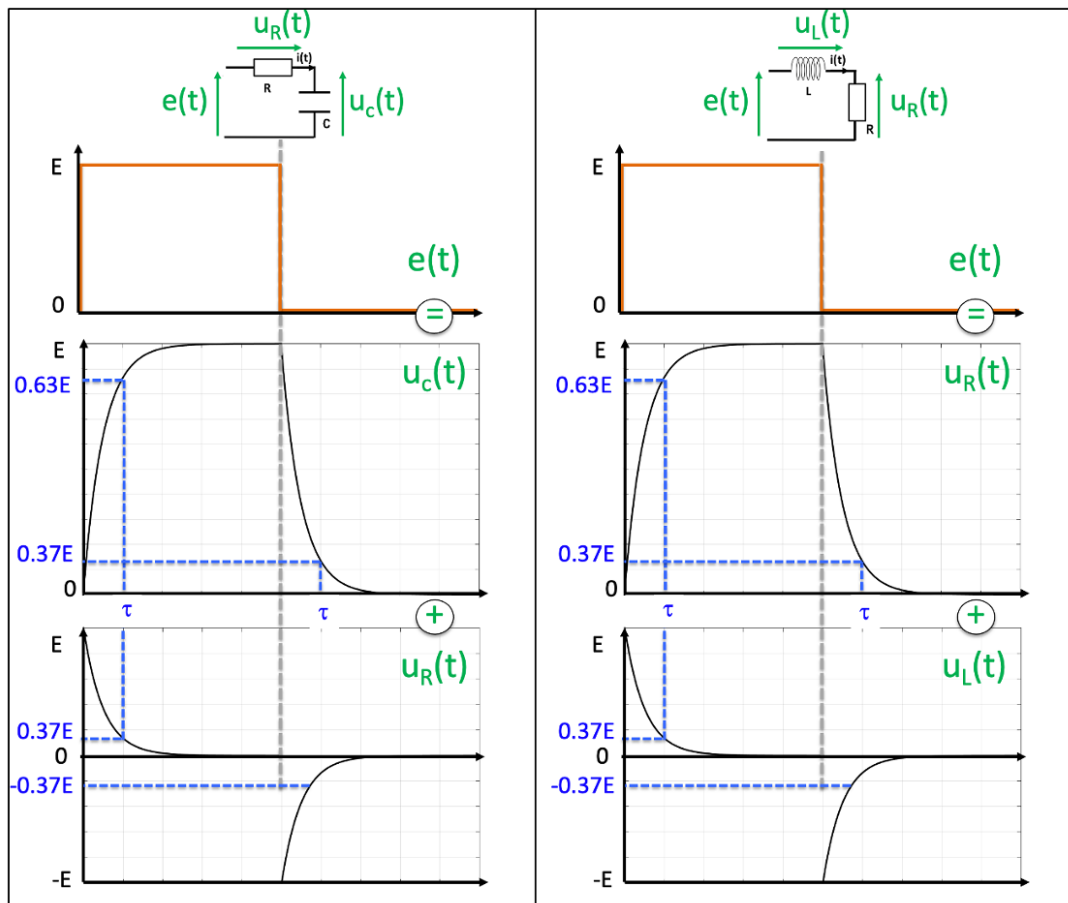 u_R(t)
i(t)
R
e(t)
u_c(t)
C
E
e(t)
0
=
E
u_c(t)
0.63E
0.37E
0
τ
τ
+
E
u_R(t)
0.37E
0
-0.37E
-E
u_L(t)
i(t)
L
e(t)
u_R(t)
R
E
e(t)
0
=
E
u_R(t)
0.63E
0.37E
0
τ
τ
+
E
u_L(t)
0.37E
0
-0.37E
-E